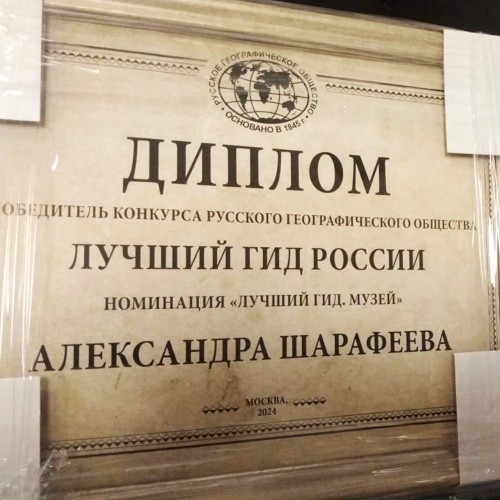 РУССКОЕ ГЕОГРАФИЧЕСКОЕ ОБЩЕСТВО
ОСНОВАНО В 1845 г.
ДИПЛОМ
ОБЕДИТЕЛЬ КОНКУРСА РУССКОГО ГЕОГРАФИЧЕСКОГО ОБЩЕСТВА
ЛУЧШИЙ ГИД РОССИИ
НОМИНАЦИЯ «ЛУЧШИЙ ГИД. МУЗЕЙ»
АЛЕКСАНДРА ШАРАФЕЕВА
МОСКВА,
2024